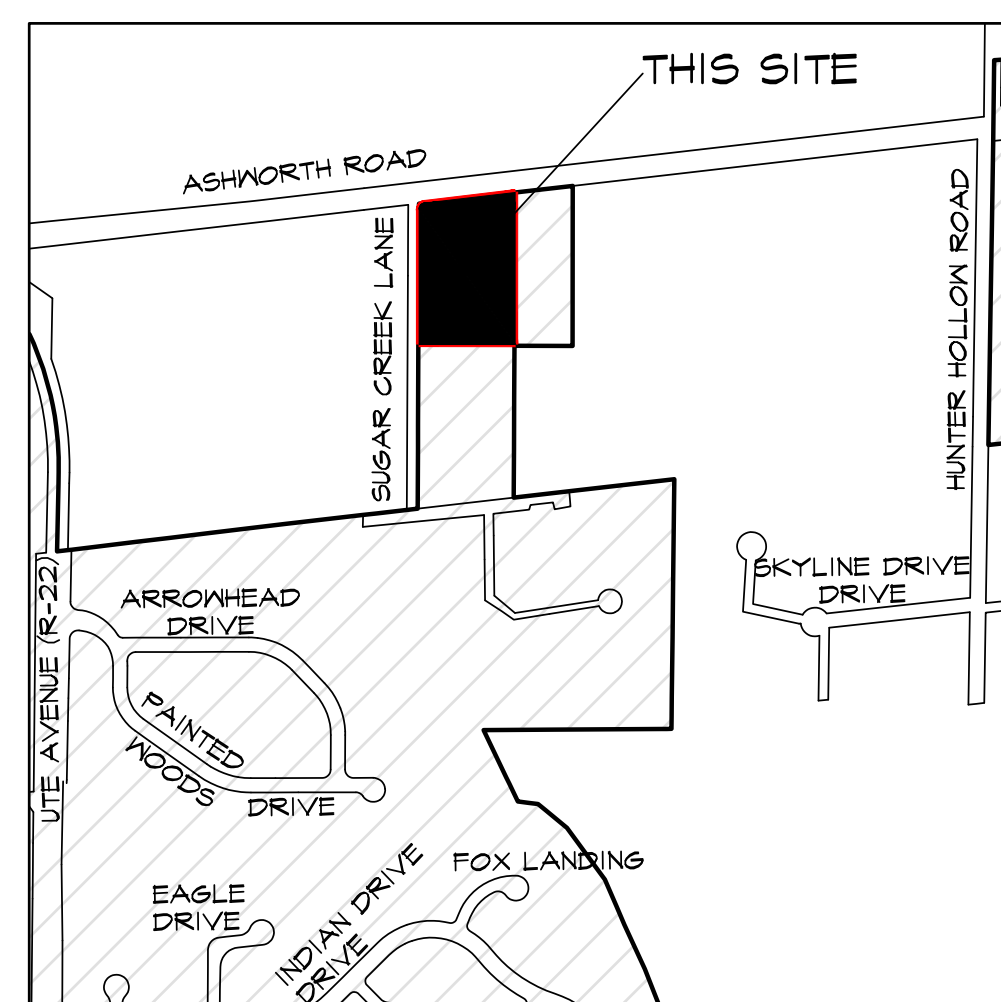 THIS SITE
ASHWORTH ROAD
SUGAR CREEK LANE
HUNTER HOLLOW ROAD
SKYLINE DRIVE
DRIVE
UTE AVENUE (R-22)
ARROWHEAD
DRIVE
PAINTED
WOODS
DRIVE
FOX LANDING
EAGLE
DRIVE
INDIAN DRIVE
DRIVE